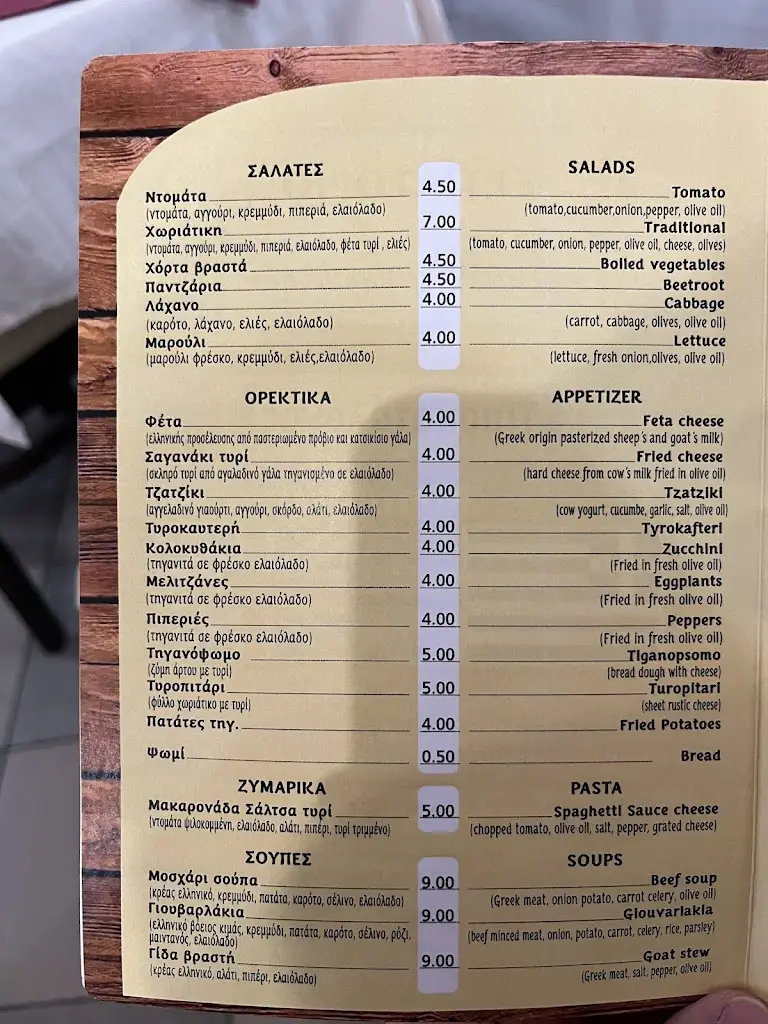 ΣΑΛΑΤΕΣ SALADS
Ντομάτα 4.50 Tomato
(ντομάτα, αγγούρι, κρεμμύδι, πιπεριά, ελαιόλαδο) (tomato,cucumber,onion,pepper, olive oil)
Χωριάτικη 7.00 Traditional
(ντομάτα, αγγούρι, κρεμμύδι, πιπεριά, ελαιόλαδο, φέτα τυρί , ελιές) (tomato, cucumber, onion, pepper, olive oil, cheese, olives)
Χόρτα βραστά 4.50 Boiled vegetables
Παντζάρια 4.50 Beetroot
Λάχανο 4.00 Cabbage
(καρότο, λάχανο, ελιές, ελαιόλαδο) (carrot, cabbage, olives, olive oil)
Μαρούλι 4.00 Lettuce
(μαρούλι φρέσκο, κρεμμύδι, ελιές,ελαιόλαδο) (lettuce, fresh onion,olives, olive oil)
ΟΡΕΚΤΙΚΑ APPETIZER
Φέτα 4.00 Feta cheese
(ελληνικής προσέλευσης από παστεριωμένο πρόβιο και κατσικίσιο γάλα) (Greek origin pasterized sheep's and goat's milk)
Σαγανάκι τυρί 4.00 Fried cheese
(σκληρό τυρί από αγαλαδινό γάλα τηγανισμένο σε ελαιόλαδο) (hard cheese from cow's milk fried in olive oil)
Τζατζίκι 4.00 Tzatziki
(αγγελαδινό γιαούρτι, αγγούρι, σκόρδο, αλάτι, ελαιόλαδο) (cow yogurt, cucumbe, garlic, salt, olive oil)
Τυροκαυτερή 4.00 Tyrokafteri
Κολοκυθάκια 4.00 Zucchini
(τηγανιτά σε φρέσκο ελαιόλαδο) (Fried in fresh olive oil)
Μελιτζάνες 4.00 Eggplants
(τηγανιτά σε φρέσκο ελαιόλαδο) (Fried in fresh olive oil)
Πιπεριές 4.00 Peppers
(τηγανιτά σε φρέσκο ελαιόλαδο) (Fried in fresh olive oil)
Τηγανόψωμο 5.00 Tiganopsomo
(ζύμη άρτου με τυρί) (bread dough with cheese)
Τυροπιτάρι 5.00 Turopitari
(φύλλο χωριάτικο με τυρί) (sheet rustic cheese)
Πατάτες τηγ. 4.00 Fried Potatoes
Ψωμί 0.50 Bread
ΖΥΜΑΡΙΚΑ PASTA
Μακαρονάδα Σάλτσα τυρί 5.00 Spaghetti Sauce cheese
(ντομάτα ψιλοκομμένη, ελαιόλαδο, αλάτι, πιπέρι, τυρί τριμμένο) (chopped tomato, olive oil, salt, pepper, grated cheese)
ΣΟΥΠΕΣ SOUPS
Μοσχάρι σούπα 9.00 Beef soup
(κρέας ελληνικό, κρεμμύδι, πατάτα, καρότο, σέλινο, ελαιόλαδο) (Greek meat, onion potato, carrot celery, olive oil)
Γιουβαρλάκια 9.00 Giouvarlakia
(ελληνικό βόειος κιμάς, κρεμμύδι, πατάτα, καρότο, σέλινο, ρύζι, (beef minced meat, onion, potato, carrot, celery, rice, parsley)
μαιντανός, ελαιόλαδο)
Γίδα βραστή 9.00 Goat stew
(κρέας ελληνικό, αλάτι, πιπέρι, ελαιόλαδο) (Greek meat, salt, pepper, olive oil)